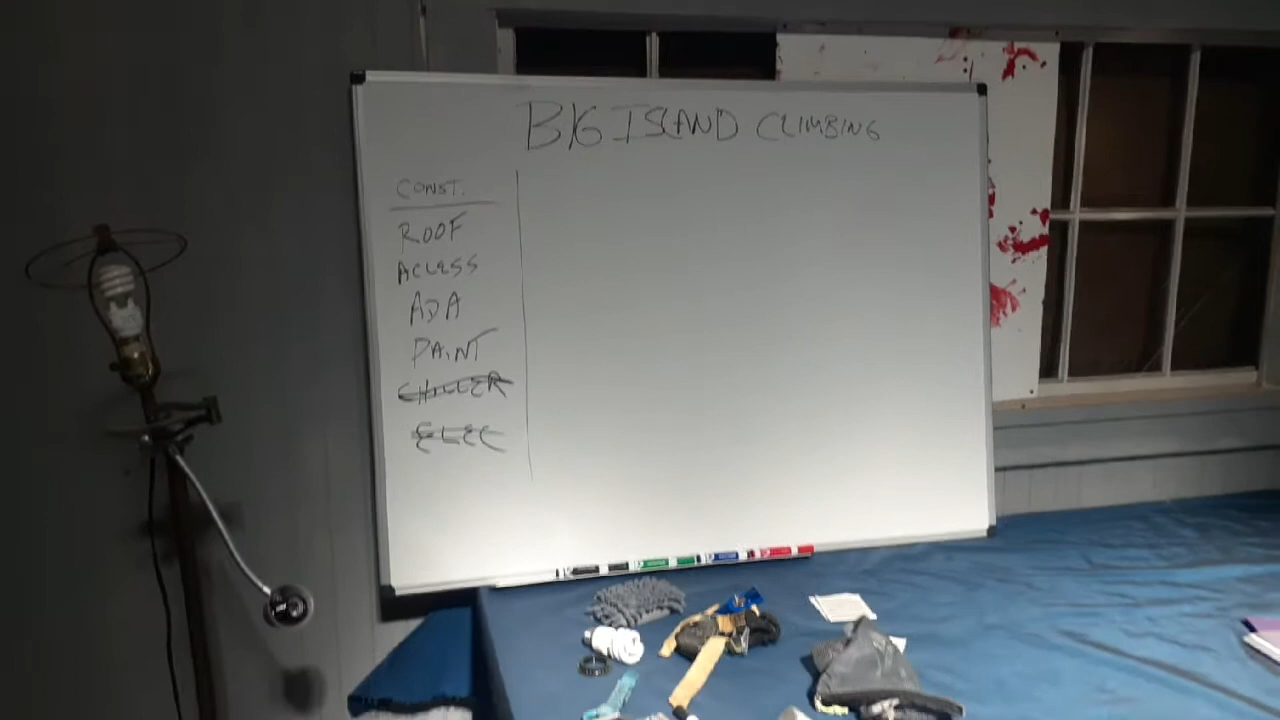 BIG ISLAND CLIMBING
CONST.
ROOF
ACCESS
ADA
PAINT
CHILLER
ELEC